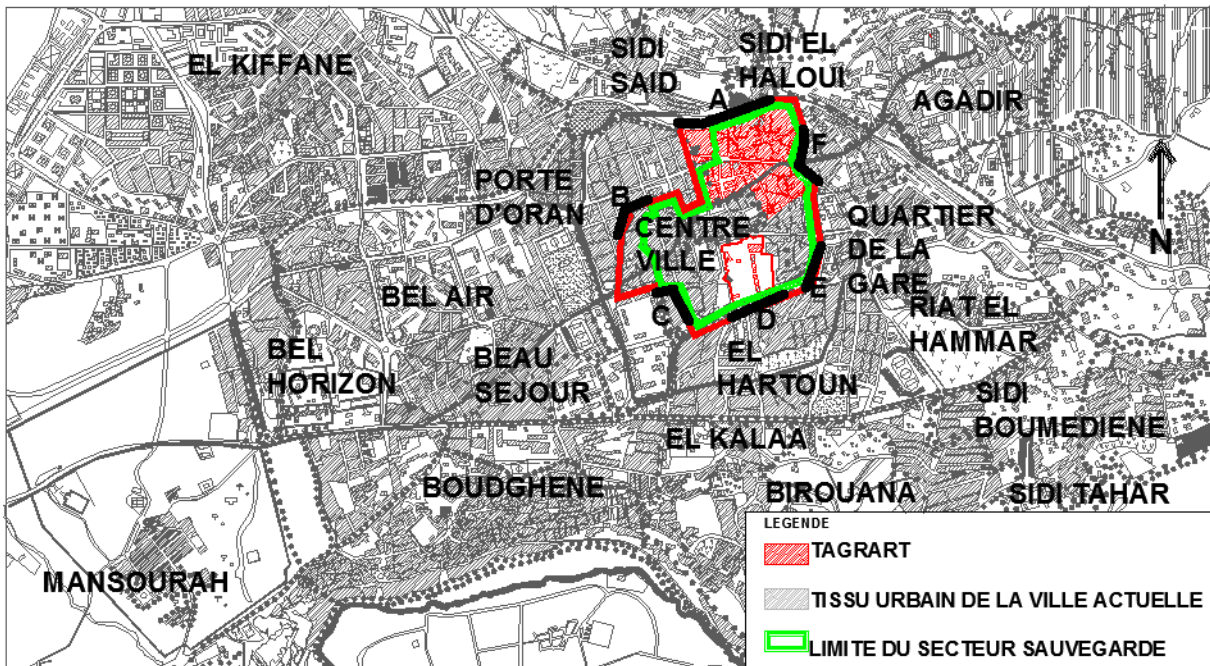 EL KIFFANE
SIDI
SAID
SIDI EL
HALOUI
AGADIR
A
F
PORTE
D'ORAN
B
CENTRE
VILLE
QUARTIER
DE LA
GARE
N
BEL AIR
C
D
E
RIAT EL
HAMMAR
BEL
HORIZON
BEAU
SEJOUR
EL
HARTOUN
SIDI
BOUMEDIENE
EL KALAA
BOUDGHENE
BIROUANA
SIDI TAHAR
MANSOURAH
LEGENDE
TAGRART
TISSU URBAIN DE LA VILLE ACTUELLE
LIMITE DU SECTEUR SAUVEGARDE